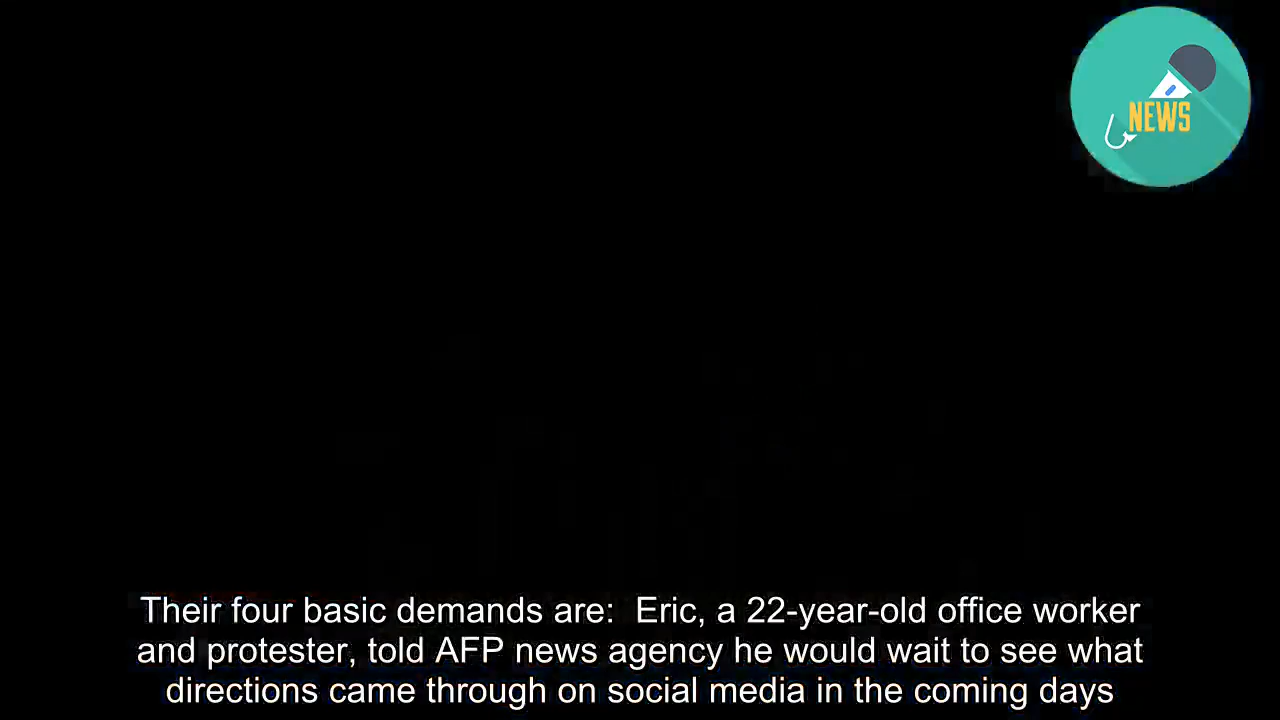 NEWS
Their four basic demands are:  Eric, a 22-year-old office worker
and protester, told AFP news agency he would wait to see what
directions came through on social media in the coming days